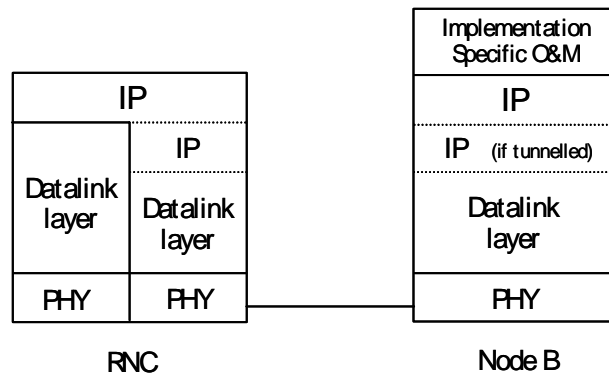 IP
IP
Datalink
layer
Datalink
layer
PHY
PHY
RNC
Implementation
Specific O&M
IP
IP (if tunnelled)
Datalink
layer
PHY
Node B